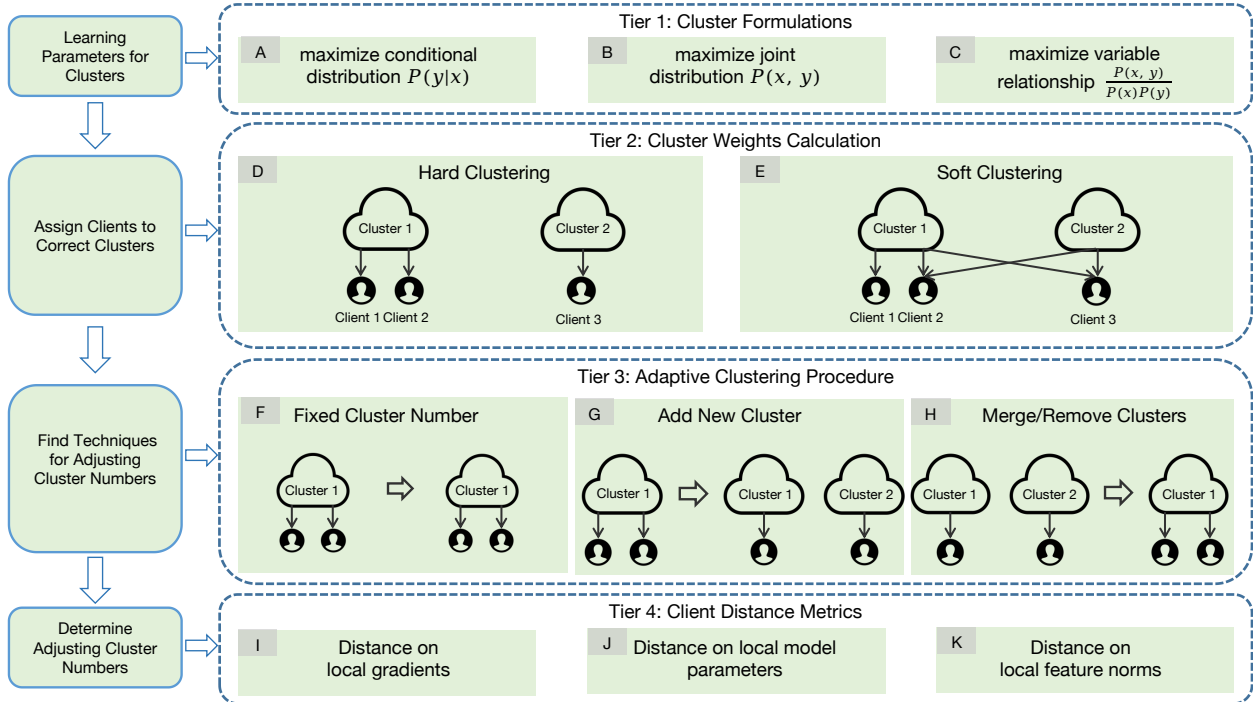 Learning
Parameters for
Clusters
Tier 1: Cluster Formulations
A
maximize conditional
distribution P(y|x)
B
maximize joint
distribution P(x, y)
C
maximize variable
relationship P(x, y) / P(x)P(y)
Assign Clients to
Correct Clusters
Tier 2: Cluster Weights Calculation
D
Hard Clustering
Cluster 1
Cluster 2
Client 1 Client 2
Client 3
E
Soft Clustering
Cluster 1
Cluster 2
Client 1 Client 2
Client 3
Find Techniques
for Adjusting
Cluster Numbers
Tier 3: Adaptive Clustering Procedure
F
Fixed Cluster Number
Cluster 1
Cluster 1
G
Add New Cluster
Cluster 1
Cluster 1
Cluster 2
H
Merge/Remove Clusters
Cluster 1
Cluster 2
Cluster 1
Determine
Adjusting Cluster
Numbers
Tier 4: Client Distance Metrics
I
Distance on
local gradients
J
Distance on local model
parameters
K
Distance on
local feature norms